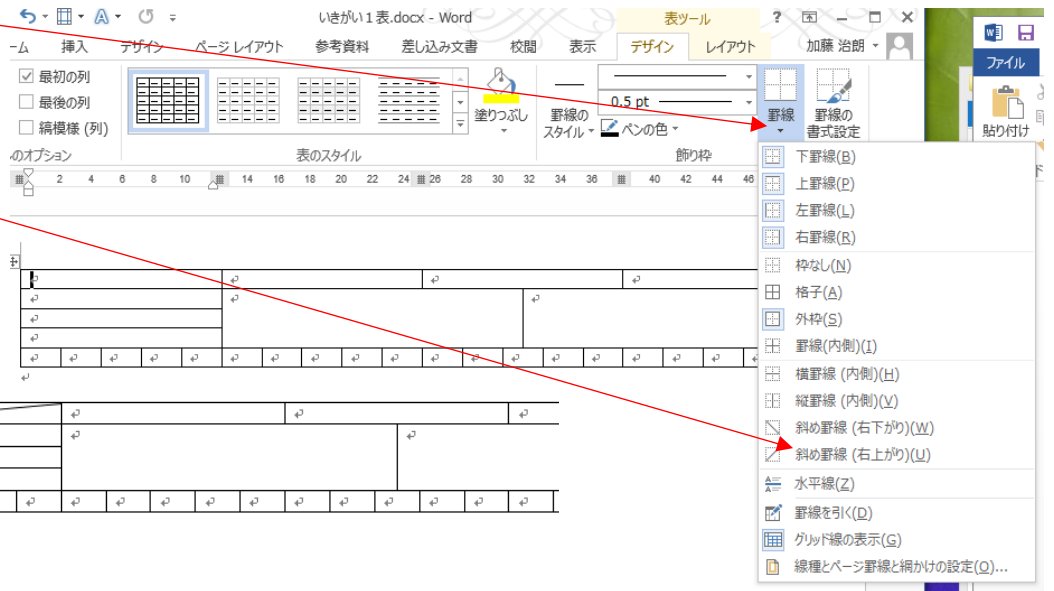 いきがい１表.docx - Word
表ツール
ーム 挿入 デザイン ページ レイアウト 参考資料 差し込み文書 校閲 表示 デザイン レイアウト
加藤 治朗
ファイル
最初の列
最後の列
縞模様 (列)
のオプション
表のスタイル
塗りつぶし
罫線の
スタイル
0.5 pt
ペンの色
罫線
罫線の
書式設定
飾り枠
貼り付け
2 4 6 8 10 14 16 18 20 22 24 26 28 30 32 34 36 40 42 44 46
下罫線(B)
上罫線(P)
左罫線(L)
右罫線(R)
枠なし(N)
格子(A)
外枠(S)
罫線(内側)(I)
横罫線 (内側)(H)
縦罫線 (内側)(V)
斜め罫線 (右下がり)(W)
斜め罫線 (右上がり)(U)
水平線(Z)
罫線を引く(D)
グリッド線の表示(G)
線種とページ罫線と網かけの設定(O)...